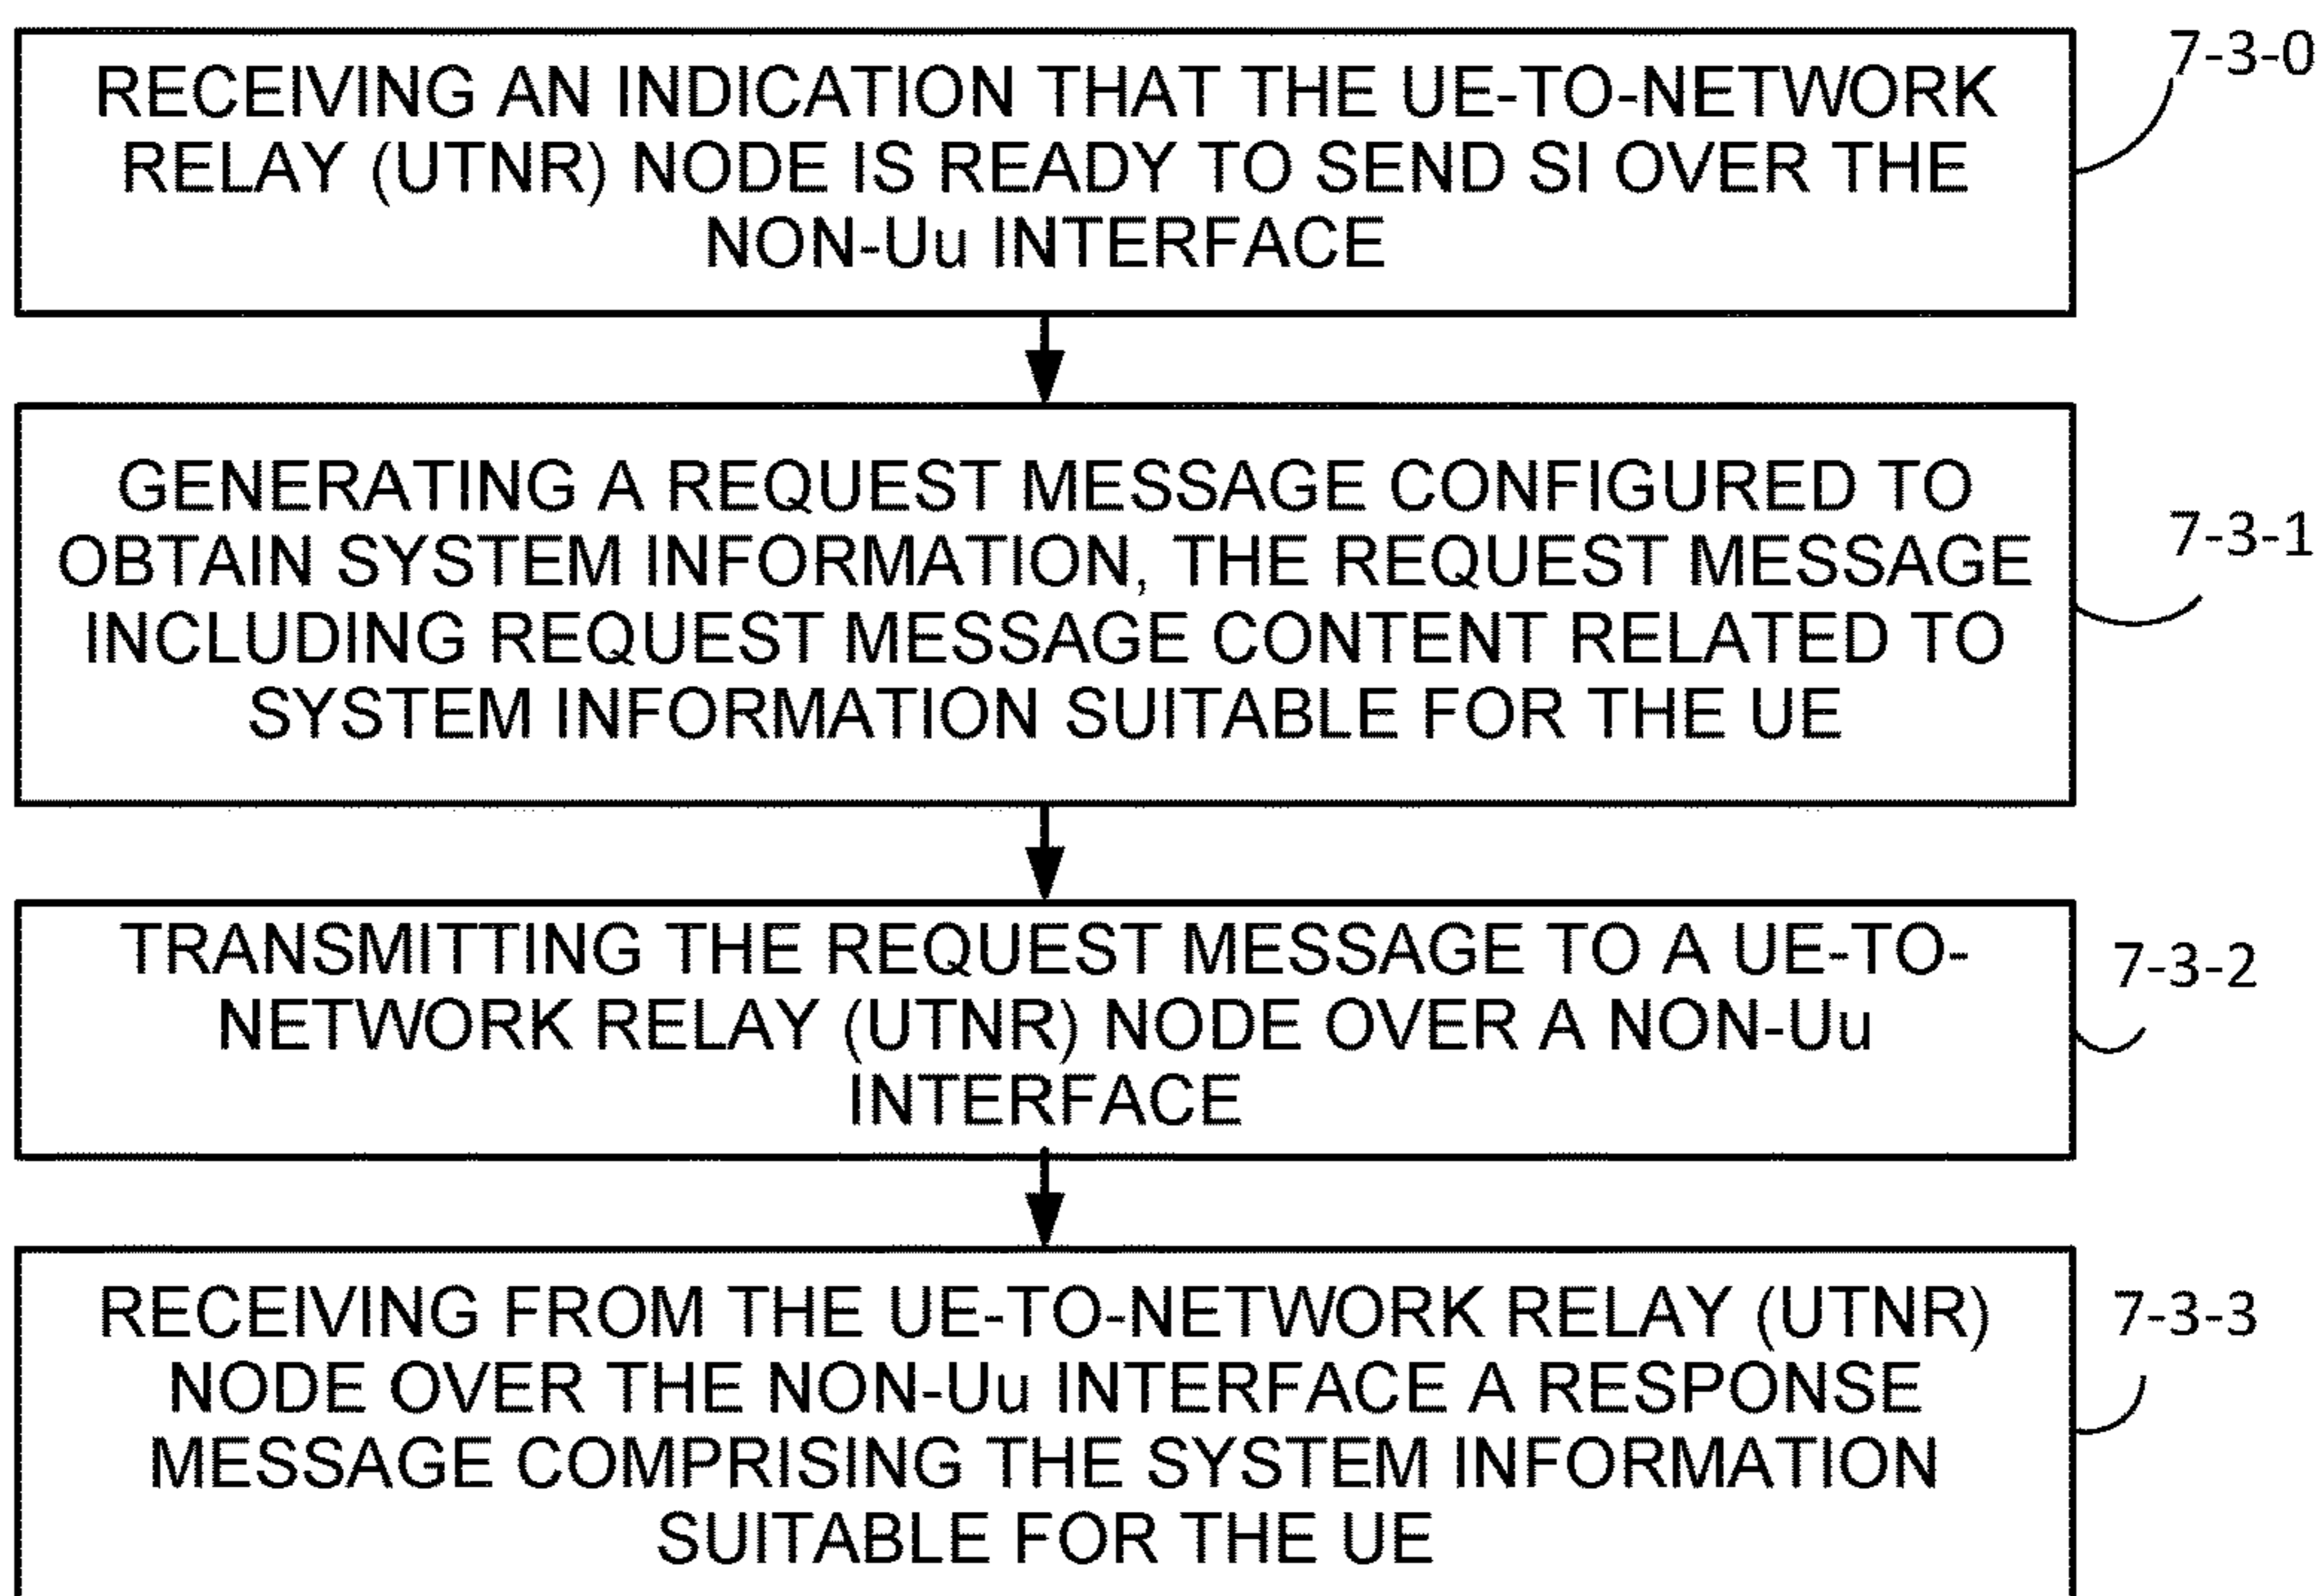 RECEIVING AN INDICATION THAT THE UE-TO-NETWORK
RELAY (UTNR) NODE IS READY TO SEND SI OVER THE
NON-Uu INTERFACE
7-3-0
GENERATING A REQUEST MESSAGE CONFIGURED TO
OBTAIN SYSTEM INFORMATION, THE REQUEST MESSAGE
INCLUDING REQUEST MESSAGE CONTENT RELATED TO
SYSTEM INFORMATION SUITABLE FOR THE UE
7-3-1
TRANSMITTING THE REQUEST MESSAGE TO A UE-TO-
NETWORK RELAY (UTNR) NODE OVER A NON-Uu
INTERFACE
7-3-2
RECEIVING FROM THE UE-TO-NETWORK RELAY (UTNR)
NODE OVER THE NON-Uu INTERFACE A RESPONSE
MESSAGE COMPRISING THE SYSTEM INFORMATION
SUITABLE FOR THE UE
7-3-3